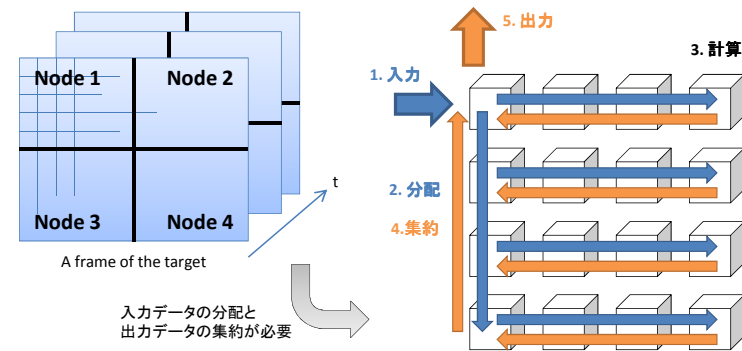 Node 1
Node 2
Node 3
Node 4
t
A frame of the target
入力データの分配と
出力データの集約が必要
5. 出力
3. 計算
1. 入力
2. 分配
4.集約